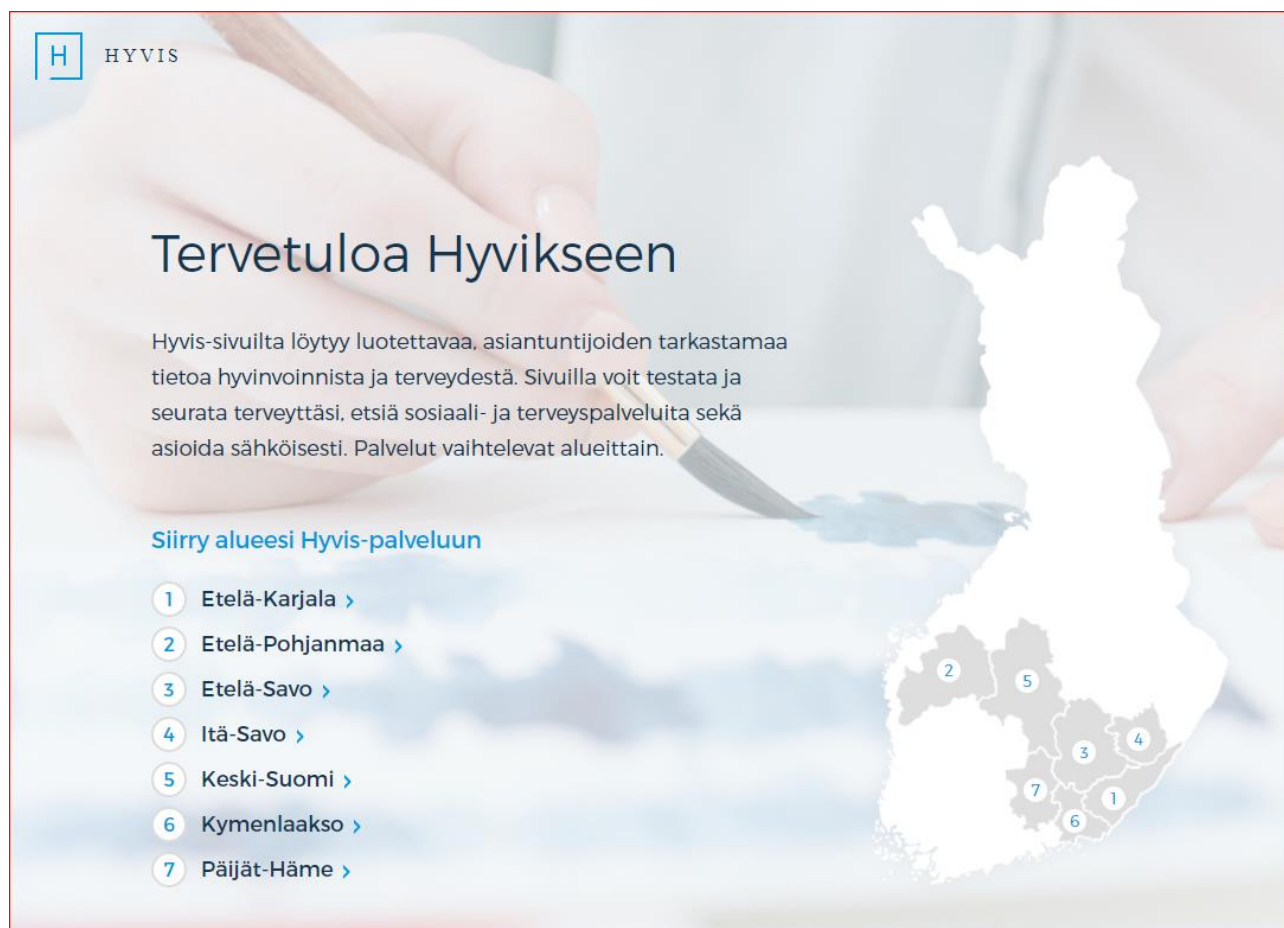 H HYVIS
Tervetuloa Hyvikseen
Hyvis-sivuilta löytyy luotettavaa, asiantuntijoiden tarkastamaa
tietoa hyvinvoinnista ja terveydestä. Sivuilla voit testata ja
seurata terveyttäsi, etsiä sosiaali- ja terveyspalveluita sekä
asioida sähköisesti. Palvelut vaihtelevat alueittain.
Siirry alueesi Hyvis-palveluun
1 Etelä-Karjala ›
2 Etelä-Pohjanmaa ›
3 Etelä-Savo ›
4 Itä-Savo ›
5 Keski-Suomi ›
6 Kymenlaakso ›
7 Päijät-Häme ›
2
5
4
3
7
1
6